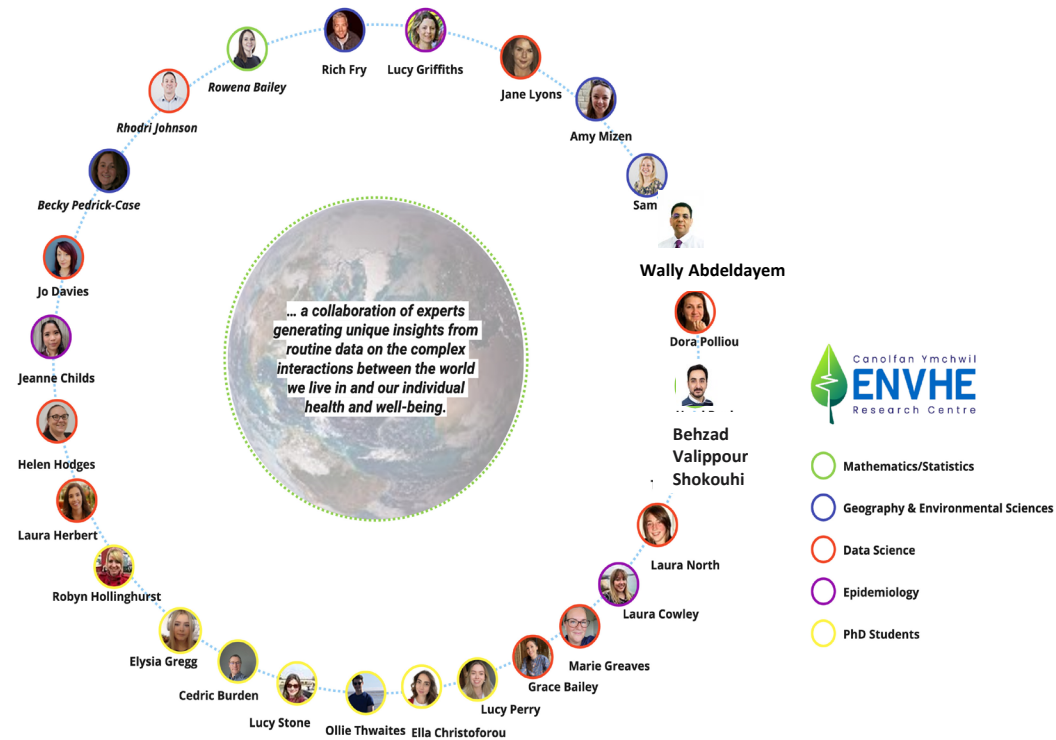 Rich Fry
Lucy Griffiths
Rowena Bailey
Jane Lyons
Rhodri Johnson
Amy Mizen
Becky Pedrick-Case
Sam
Wally Abdeldayem
Jo Davies
Dora Polliou
Jeanne Childs
Behzad
Valippour
Shokouhi
Helen Hodges
Laura Herbert
Laura North
Robyn Hollinghurst
Laura Cowley
Elysia Gregg
Marie Greaves
Cedric Burden
Grace Bailey
Lucy Stone
Lucy Perry
Ollie Thwaites
Ella Christoforou
... a collaboration of experts
generating unique insights from
routine data on the complex
interactions between the world
we live in and our individual
health and well-being.
Canolfan Ymchwil
ENVHE
Research Centre
Mathematics/Statistics
Geography & Environmental Sciences
Data Science
Epidemiology
PhD Students